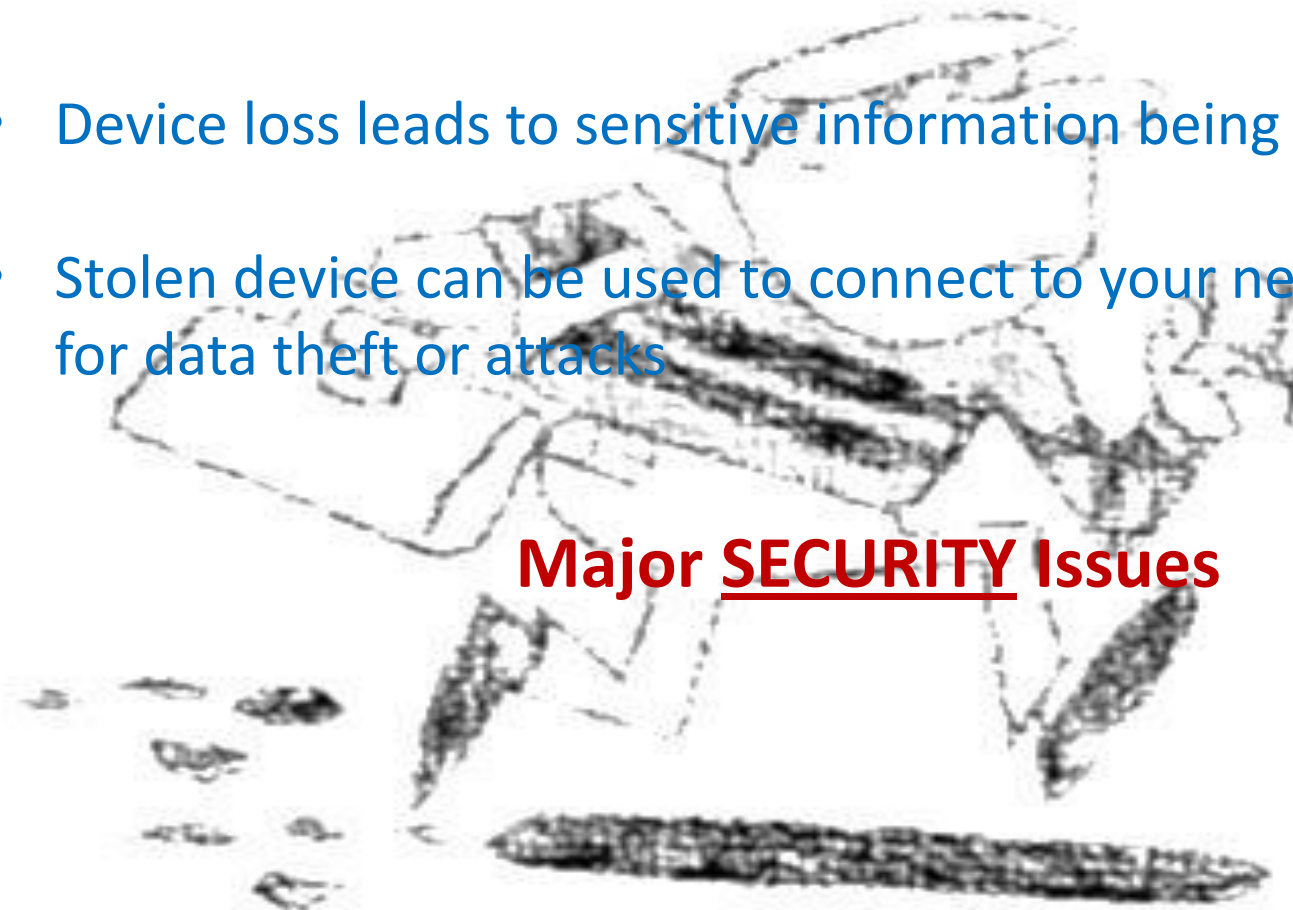 • Device loss leads to sensitive information being
• Stolen device can be used to connect to your ne
for data theft or attacks
Major SECURITY Issues